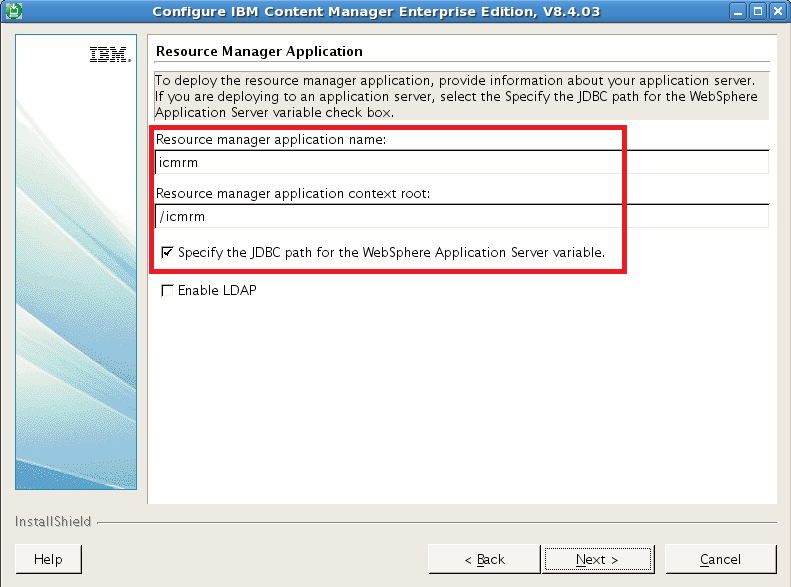 Configure IBM Content Manager Enterprise Edition, V8.4.03
IBM.
Resource Manager Application
To deploy the resource manager application, provide information about your application server.
If you are deploying to an application server, select the Specify the JDBC path for the WebSphere
Application Server variable check box.
Resource manager application name:
icmrm
Resource manager application context root:
/icmrm
Specify the JDBC path for the WebSphere Application Server variable.
Enable LDAP
InstallShield
Help
< Back
Next >
Cancel